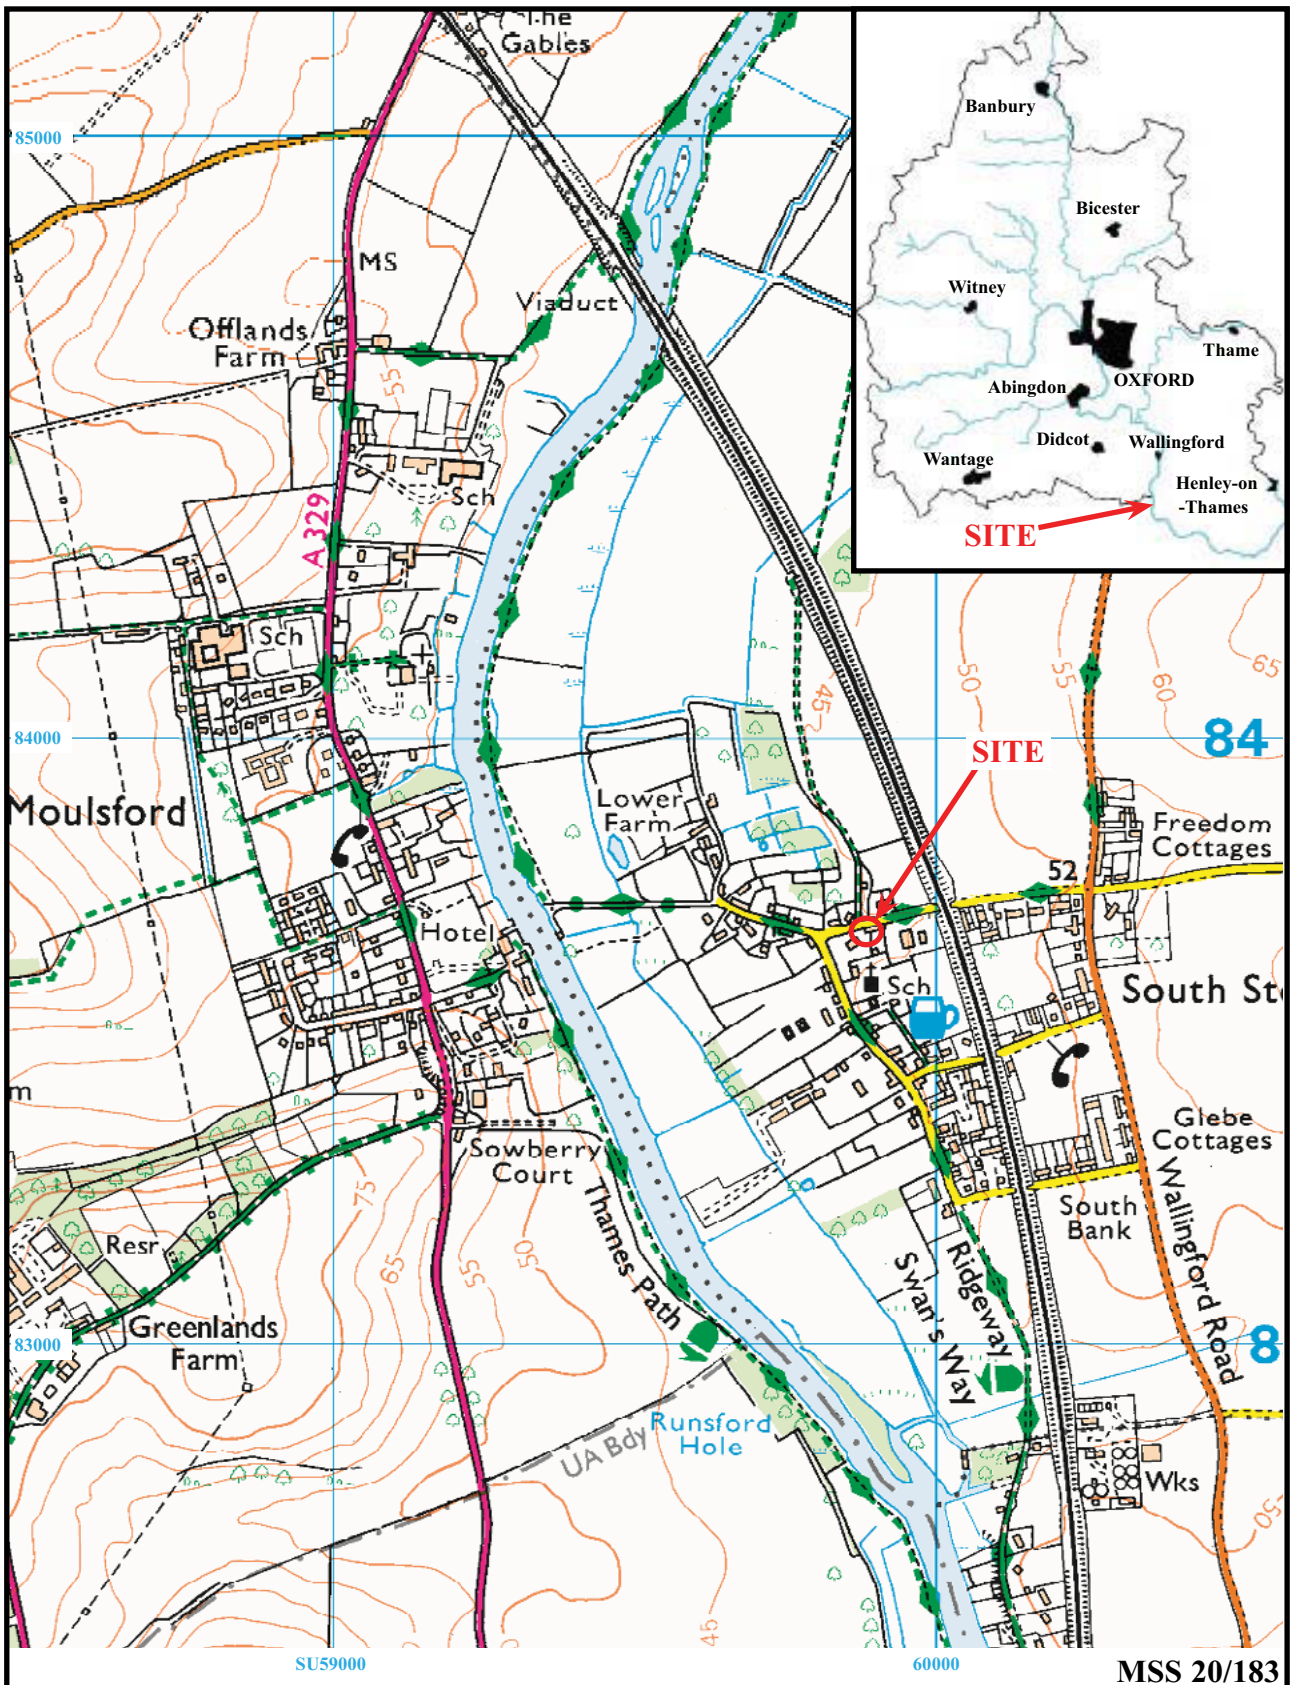 The
Gables
85000
MS
Viaduct
Offlands
Farm
55
Sch
A 329
Sch
45
50
55
60
65
84000
84
SITE
Moulsford
Lower
Farm
Freedom
Cottages
52
Hotel
Sch
South Sto
m
Glebe
Cottages
Sowberry
Court
75
65
55
50
Thames Path
South
Bank
Wallingford Road
Resr
Ridgeway
Swan's Way
Greenlands
Farm
83000
8
Runsford
Hole
UA Bdy
Wks
50
45
SU59000
60000
MSS 20/183
Banbury
Bicester
Witney
Thame
OXFORD
Abingdon
Didcot
Wallingford
Wantage
Henley-on
-Thames
SITE